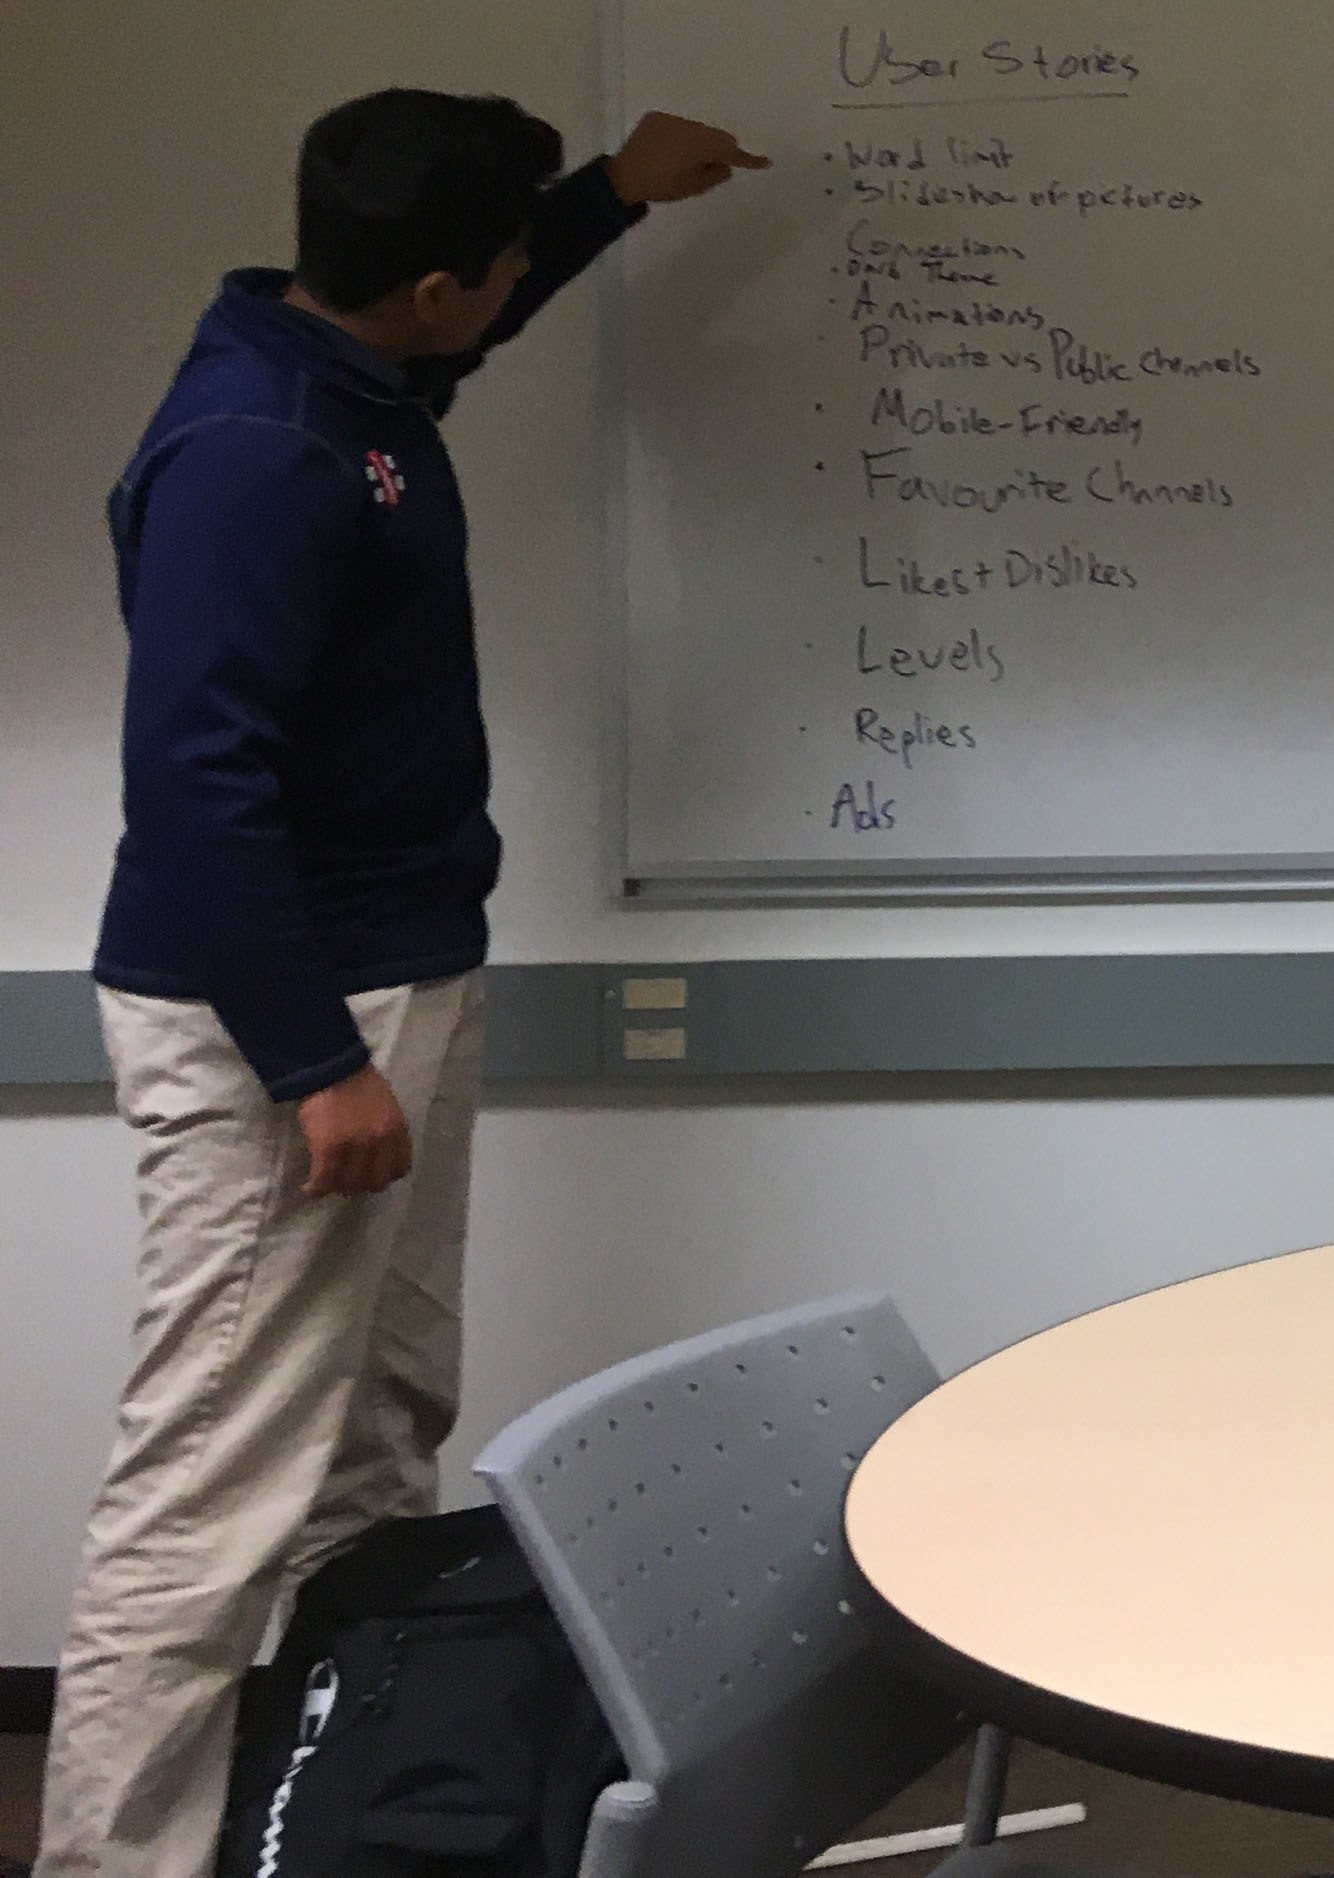 User Stories
• Word limit
• Slideshow of pictures
Connections
• Dark Theme
• Animations
• Private vs Public Channels
• Mobile-Friendly
• Favourite Channels
• Likes + Dislikes
• Levels
• Replies
• Ads
Champ